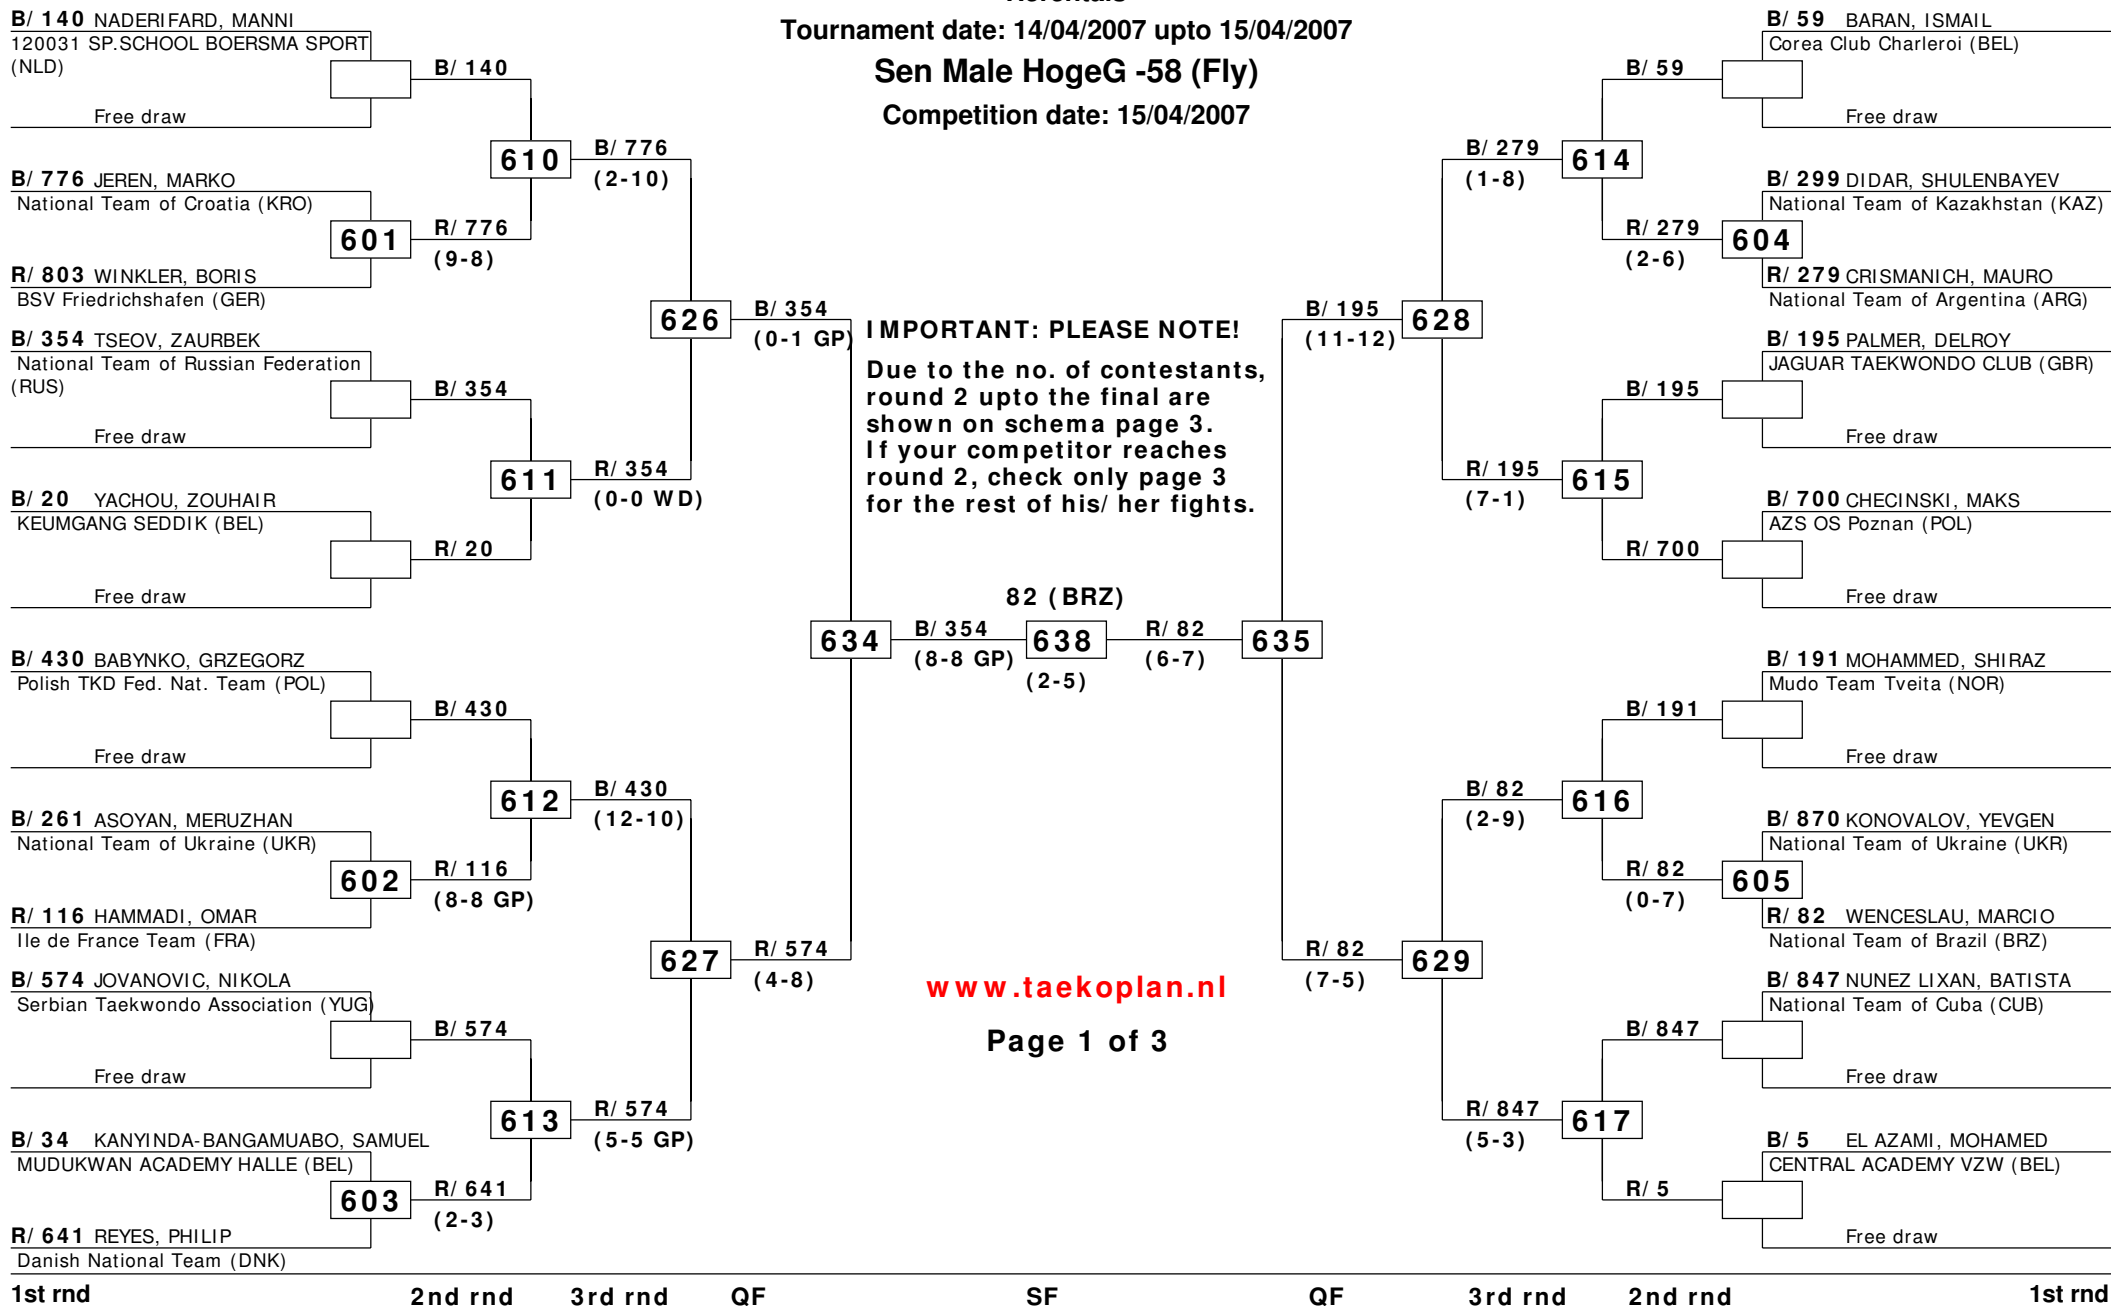 Herentals
Tournament date: 14/04/2007 upto 15/04/2007
Sen Male HogeG -58 (Fly)
Competition date: 15/04/2007
B/ 140 NADERIFARD, MANNI
120031 SP.SCHOOL BOERSMA SPORT
(NLD)
B/ 140
Free draw
610
B/ 776
(2-10)
B/ 776 JEREN, MARKO
National Team of Croatia (KRO)
601
R/ 776
(9-8)
R/ 803 WINKLER, BORIS
BSV Friedrichshafen (GER)
626
B/ 354
(0-1 GP)
B/ 354 TSEOV, ZAURBEK
National Team of Russian Federation
(RUS)
B/ 354
Free draw
611
R/ 354
(0-0 WD)
B/ 20 YACHOU, ZOUHAIR
KEUMGANG SEDDIK (BEL)
R/ 20
Free draw
634
B/ 354
(8-8 GP)
B/ 430 BABYNKO, GRZEGORZ
Polish TKD Fed. Nat. Team (POL)
B/ 430
Free draw
612
B/ 430
(12-10)
B/ 261 ASOYAN, MERUZHAN
National Team of Ukraine (UKR)
602
R/ 116
(8-8 GP)
R/ 116 HAMMADI, OMAR
Ile de France Team (FRA)
627
R/ 574
(4-8)
B/ 574 JOVANOVIC, NIKOLA
Serbian Taekwondo Association (YUG)
B/ 574
Free draw
613
R/ 574
(5-5 GP)
B/ 34 KANYINDA-BANGAMUABO, SAMUEL
MUDUKWAN ACADEMY HALLE (BEL)
603
R/ 641
(2-3)
R/ 641 REYES, PHILIP
Danish National Team (DNK)
IMPORTANT: PLEASE NOTE!
Due to the no. of contestants,
round 2 upto the final are
shown on schema page 3.
If your competitor reaches
round 2, check only page 3
for the rest of his/ her fights.
82 (BRZ)
638
(2-5)
www.taekoplan.nl
Page 1 of 3
B/ 59 BARAN, ISMAIL
Corea Club Charleroi (BEL)
B/ 59
Free draw
B/ 279
(1-8)
614
B/ 299 DIDAR, SHULENBAYEV
National Team of Kazakhstan (KAZ)
R/ 279
(2-6)
604
R/ 279 CRISMANICH, MAURO
National Team of Argentina (ARG)
B/ 195
(11-12)
628
B/ 195 PALMER, DELROY
JAGUAR TAEKWONDO CLUB (GBR)
B/ 195
Free draw
R/ 195
(7-1)
615
B/ 700 CHECINSKI, MAKS
AZS OS Poznan (POL)
R/ 700
Free draw
R/ 82
(6-7)
635
B/ 191 MOHAMMED, SHIRAZ
Mudo Team Tveita (NOR)
B/ 191
Free draw
B/ 82
(2-9)
616
B/ 870 KONOVALOV, YEVGEN
National Team of Ukraine (UKR)
R/ 82
(0-7)
605
R/ 82 WENCESLAU, MARCIO
National Team of Brazil (BRZ)
R/ 82
(7-5)
629
B/ 847 NUNEZ LIXAN, BATISTA
National Team of Cuba (CUB)
B/ 847
Free draw
R/ 847
(5-3)
617
B/ 5 EL AZAMI, MOHAMED
CENTRAL ACADEMY VZW (BEL)
R/ 5
Free draw
1st rnd 2nd rnd 3rd rnd QF SF QF 3rd rnd 2nd rnd 1st rnd